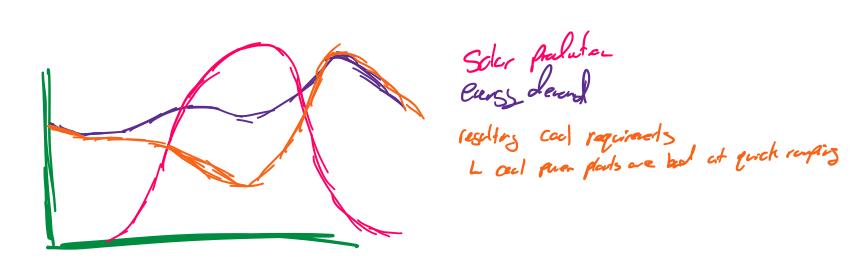 Solar production
energy demand
resulting coal requirements
L coal power plants are bad at quick ramping